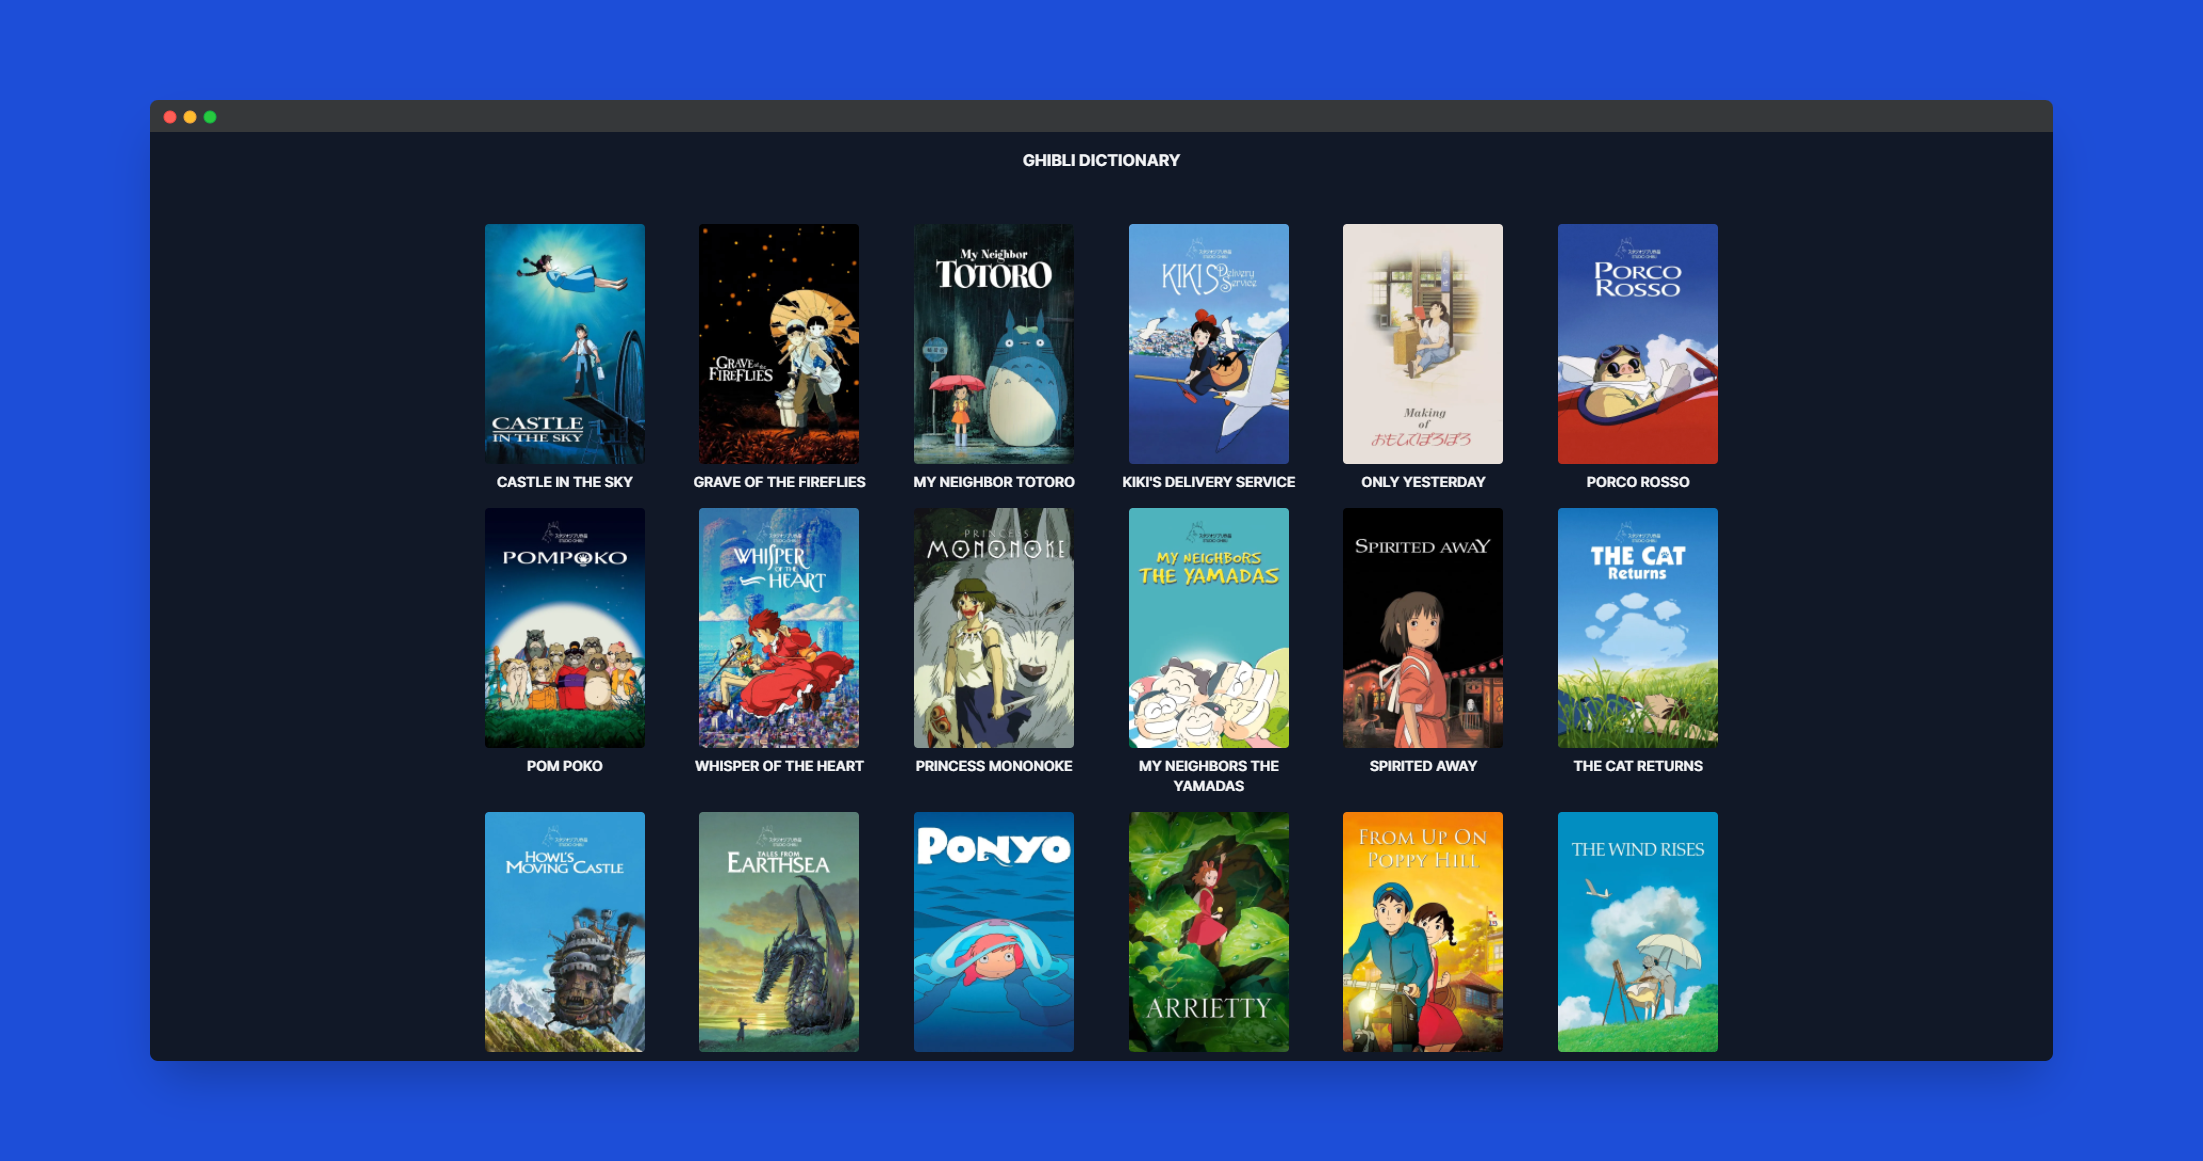 GHIBLI DICTIONARY
CASTLE
IN THE SKY
GRAVE of the
FIREFLIES
My Neighbor
TOTORO
KIKI'S Delivery
Service
Making
of
おもひでぽろぽろ
PORCO
ROSSO
CASTLE IN THE SKY
GRAVE OF THE FIREFLIES
MY NEIGHBOR TOTORO
KIKI'S DELIVERY SERVICE
ONLY YESTERDAY
PORCO ROSSO
POMPOKO
WHISPER
OF THE
HEART
PRINCESS
MONONOKE
MY NEIGHBORS
THE YAMADAS
SPIRITED AWAY
THE CAT
Returns
POM POKO
WHISPER OF THE HEART
PRINCESS MONONOKE
MY NEIGHBORS THE
YAMADAS
SPIRITED AWAY
THE CAT RETURNS
HOWL'S
MOVING CASTLE
TALES FROM
EARTHSEA
PONYO
ARRIETTY
FROM UP ON
POPPY HILL
THE WIND RISES